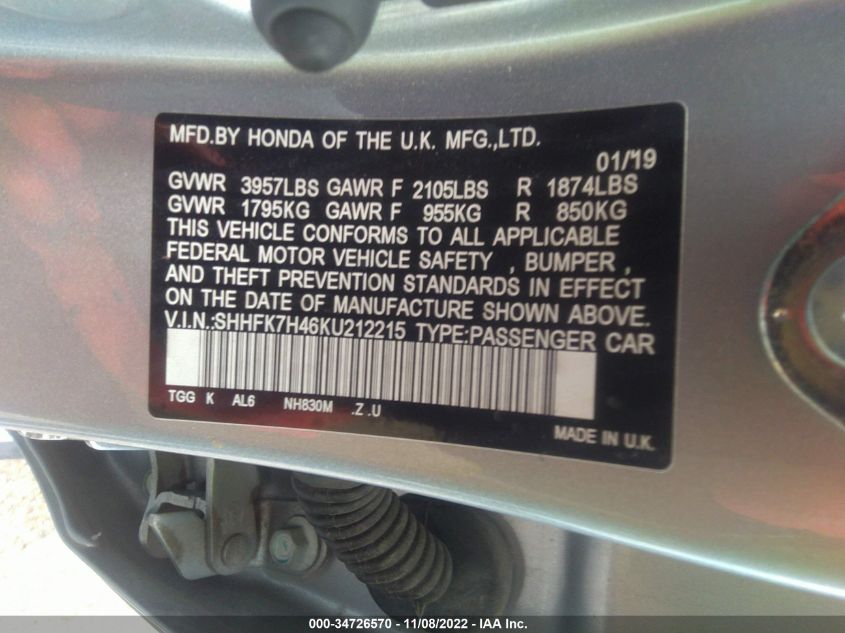 MFD.BY HONDA OF THE U.K. MFG.,LTD.
01/'19
GVWR 3957LBS GAWR F 2105LBS R 1874LBS
GVWR 1795KG GAWR F 955KG R 850KG
THIS VEHICLE CONFORMS TO ALL APPLICABLE
FEDERAL MOTOR VEHICLE SAFETY , BUMPER ,
AND THEFT PREVENTION STANDARDS IN EFFECT
ON THE DATE OF MANUFACTURE SHOWN ABOVE.
V.I.N.:SHHFK7H46KU212215 TYPE:PASSENGER CAR
TGG K AL6 NH830M .Z .U
MADE IN U.K.
000-34726570 - 11/08/2022 - IAA Inc.